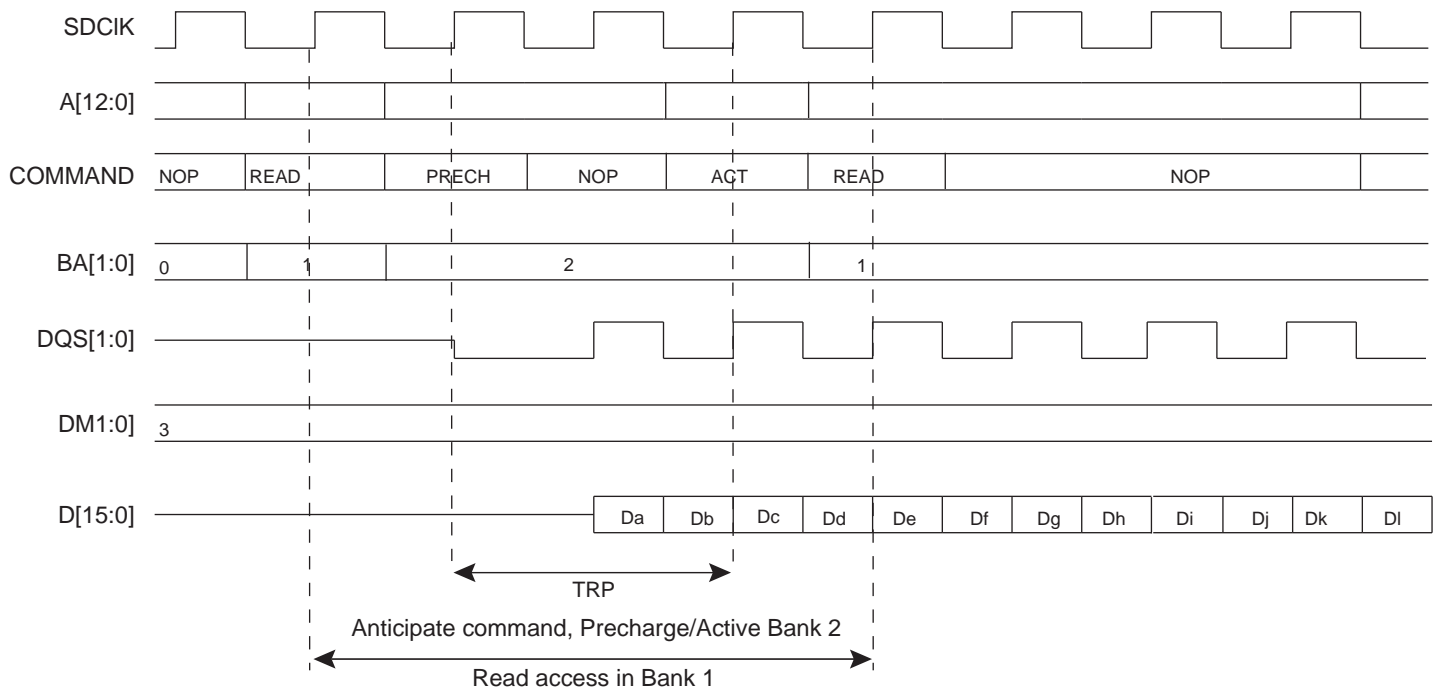 SDClK
A[12:0]
COMMAND NOP READ PRECH NOP ACT READ NOP
BA[1:0] 0 1 2 1
DQS[1:0]
DM1:0] 3
D[15:0] Da Db Dc Dd De Df Dg Dh Di Dj Dk Dl
TRP
Anticipate command, Precharge/Active Bank 2
Read access in Bank 1